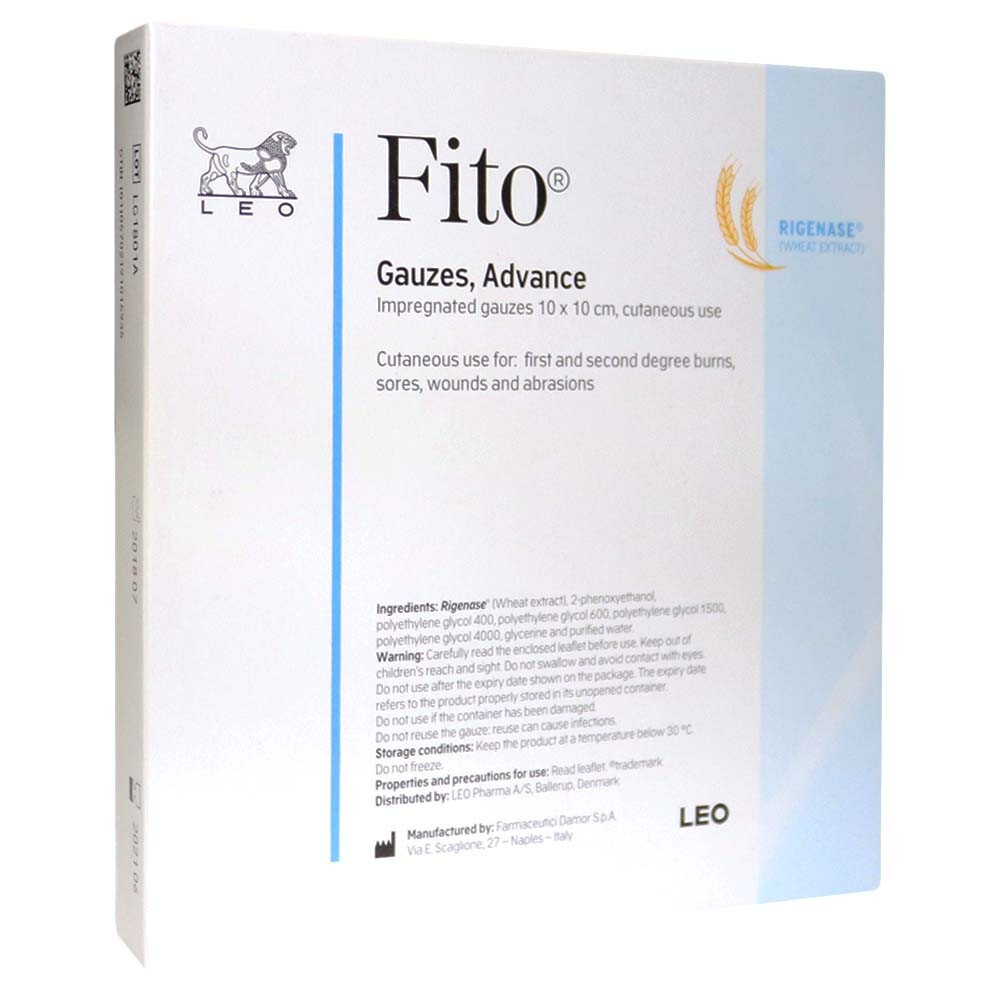 LEO
Fito®
Gauzes, Advance
Impregnated gauzes 10 x 10 cm, cutaneous use
Cutaneous use for: first and second degree burns,
sores, wounds and abrasions
RIGENASE®
(WHEAT EXTRACT)
Ingredients: Rigenase® (Wheat extract), 2-phenoxyethanol,
polyethylene glycol 400, polyethylene glycol 600, polyethylene glycol 1500,
polyethylene glycol 4000, glycerine and purified water.
Warning: Carefully read the enclosed leaflet before use. Keep out of
children's reach and sight. Do not swallow and avoid contact with eyes.
Do not use after the expiry date shown on the package. The expiry date
refers to the product properly stored in its unopened container.
Do not use if the container has been damaged.
Do not reuse the gauze: reuse can cause infections.
Storage conditions: Keep the product at a temperature below 30 °C.
Do not freeze.
Properties and precautions for use: Read leaflet. ®trademark
Distributed by: LEO Pharma A/S, Ballerup, Denmark
Manufactured by: Farmaceutici Damor S.p.A.
Via E. Scaglione, 27 – Naples – Italy
LEO
LOT LG1801A
2018 07
2021 06